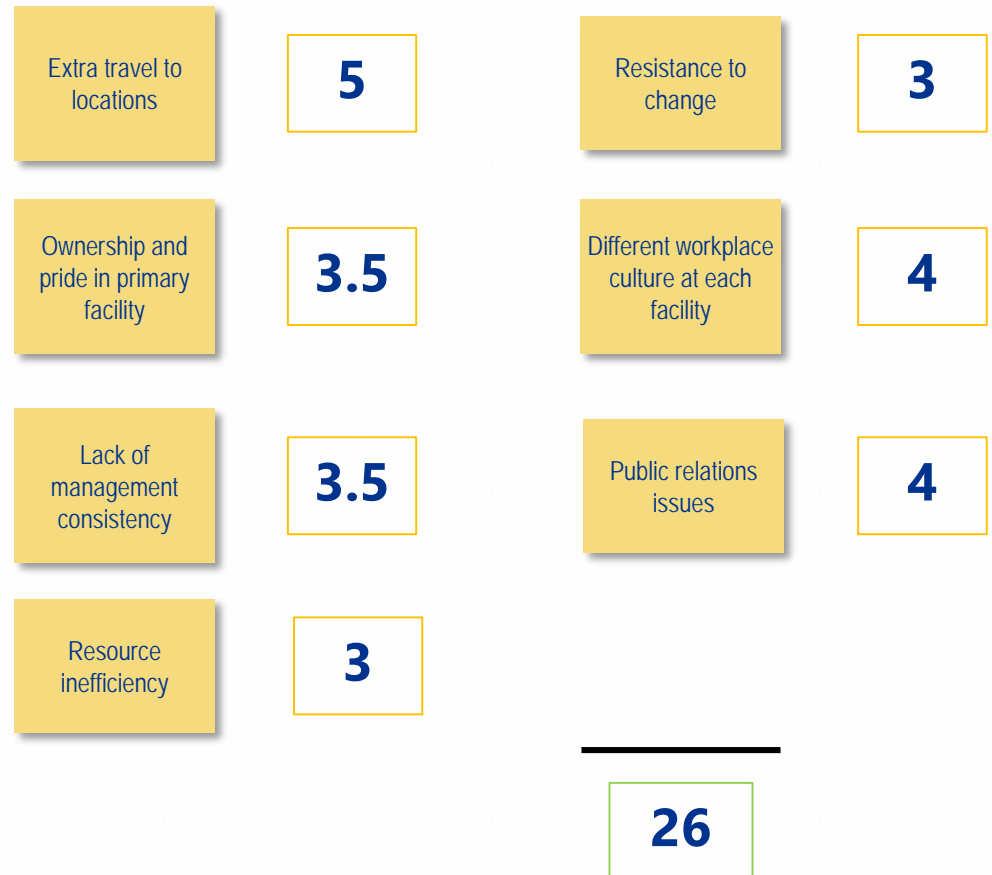 Extra travel to
locations
5
Resistance to
change
3
Ownership and
pride in primary
facility
3.5
Different workplace
culture at each
facility
4
Lack of
management
consistency
3.5
Public relations
issues
4
Resource
inefficiency
3
26